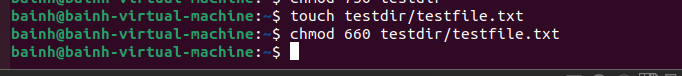 bainh@bainh-virtual-machine:~$ touch testdir/testfile.txt
bainh@bainh-virtual-machine:~$ chmod 660 testdir/testfile.txt
bainh@bainh-virtual-machine:~$